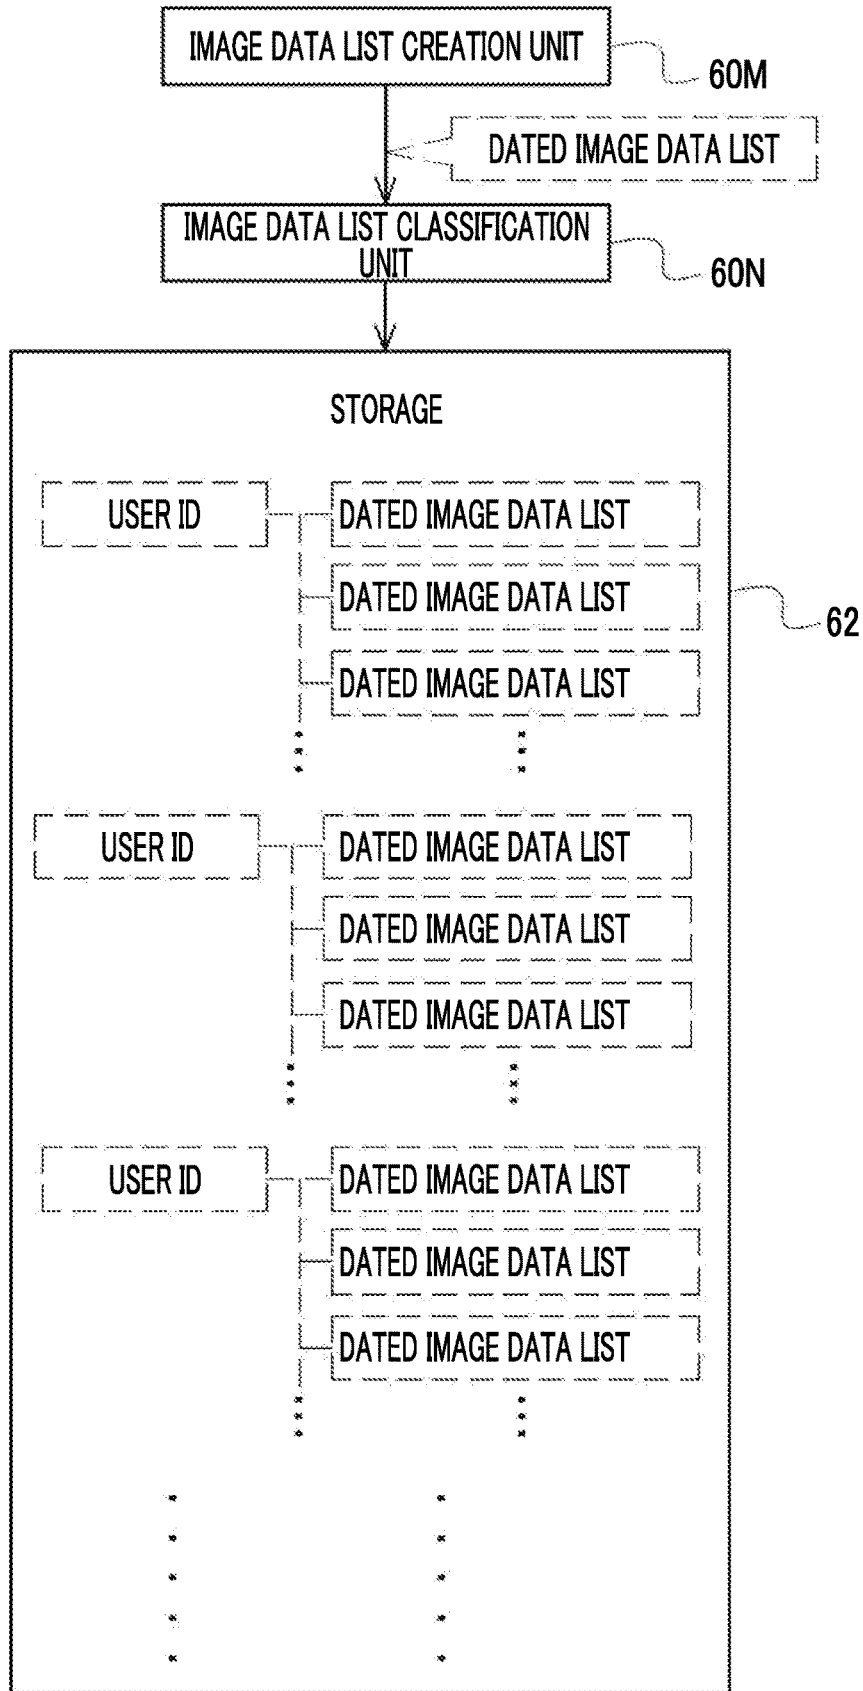 IMAGE DATA LIST CREATION UNIT
60M
DATED IMAGE DATA LIST
IMAGE DATA LIST CLASSIFICATION
UNIT
60N
STORAGE
USER ID
DATED IMAGE DATA LIST
DATED IMAGE DATA LIST
62
DATED IMAGE DATA LIST
USER ID
DATED IMAGE DATA LIST
DATED IMAGE DATA LIST
DATED IMAGE DATA LIST
USER ID
DATED IMAGE DATA LIST
DATED IMAGE DATA LIST
DATED IMAGE DATA LIST